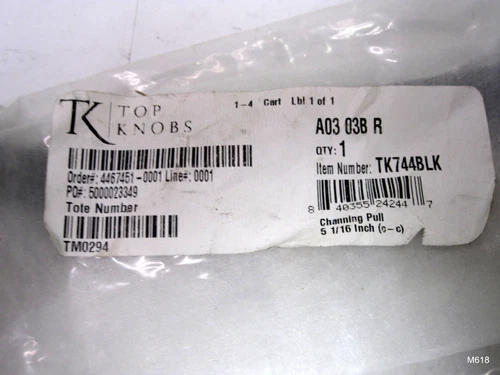 TK TOP
KNOBS
1-4 Cart Lbl 1 of 1
Order#: 4467451-0001 Line#: 0001
PO#: 5000023349
Tote Number
TM0294
A03 03B R
QTY: 1
Item Number: TK744BLK
8 40355 24244 7
Channing Pull
5 1/16 Inch (c-c)
M618